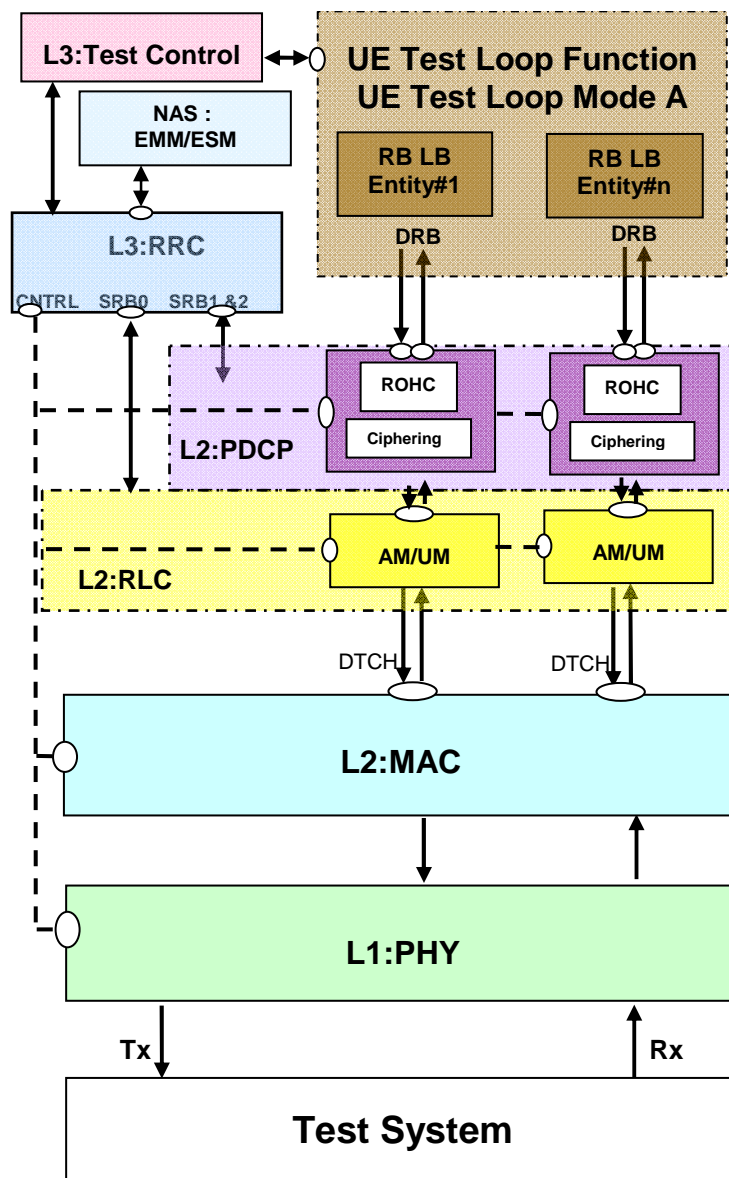 L3:Test Control
UE Test Loop Function
UE Test Loop Mode A
NAS :
EMM/ESM
RB LB
Entity#1
RB LB
Entity#n
DRB
DRB
L3:RRC
CNTRL
SRB0
SRB1 &2
ROHC
Ciphering
ROHC
Ciphering
L2:PDCP
AM/UM
AM/UM
L2:RLC
DTCH
DTCH
L2:MAC
L1:PHY
Tx
Rx
Test System